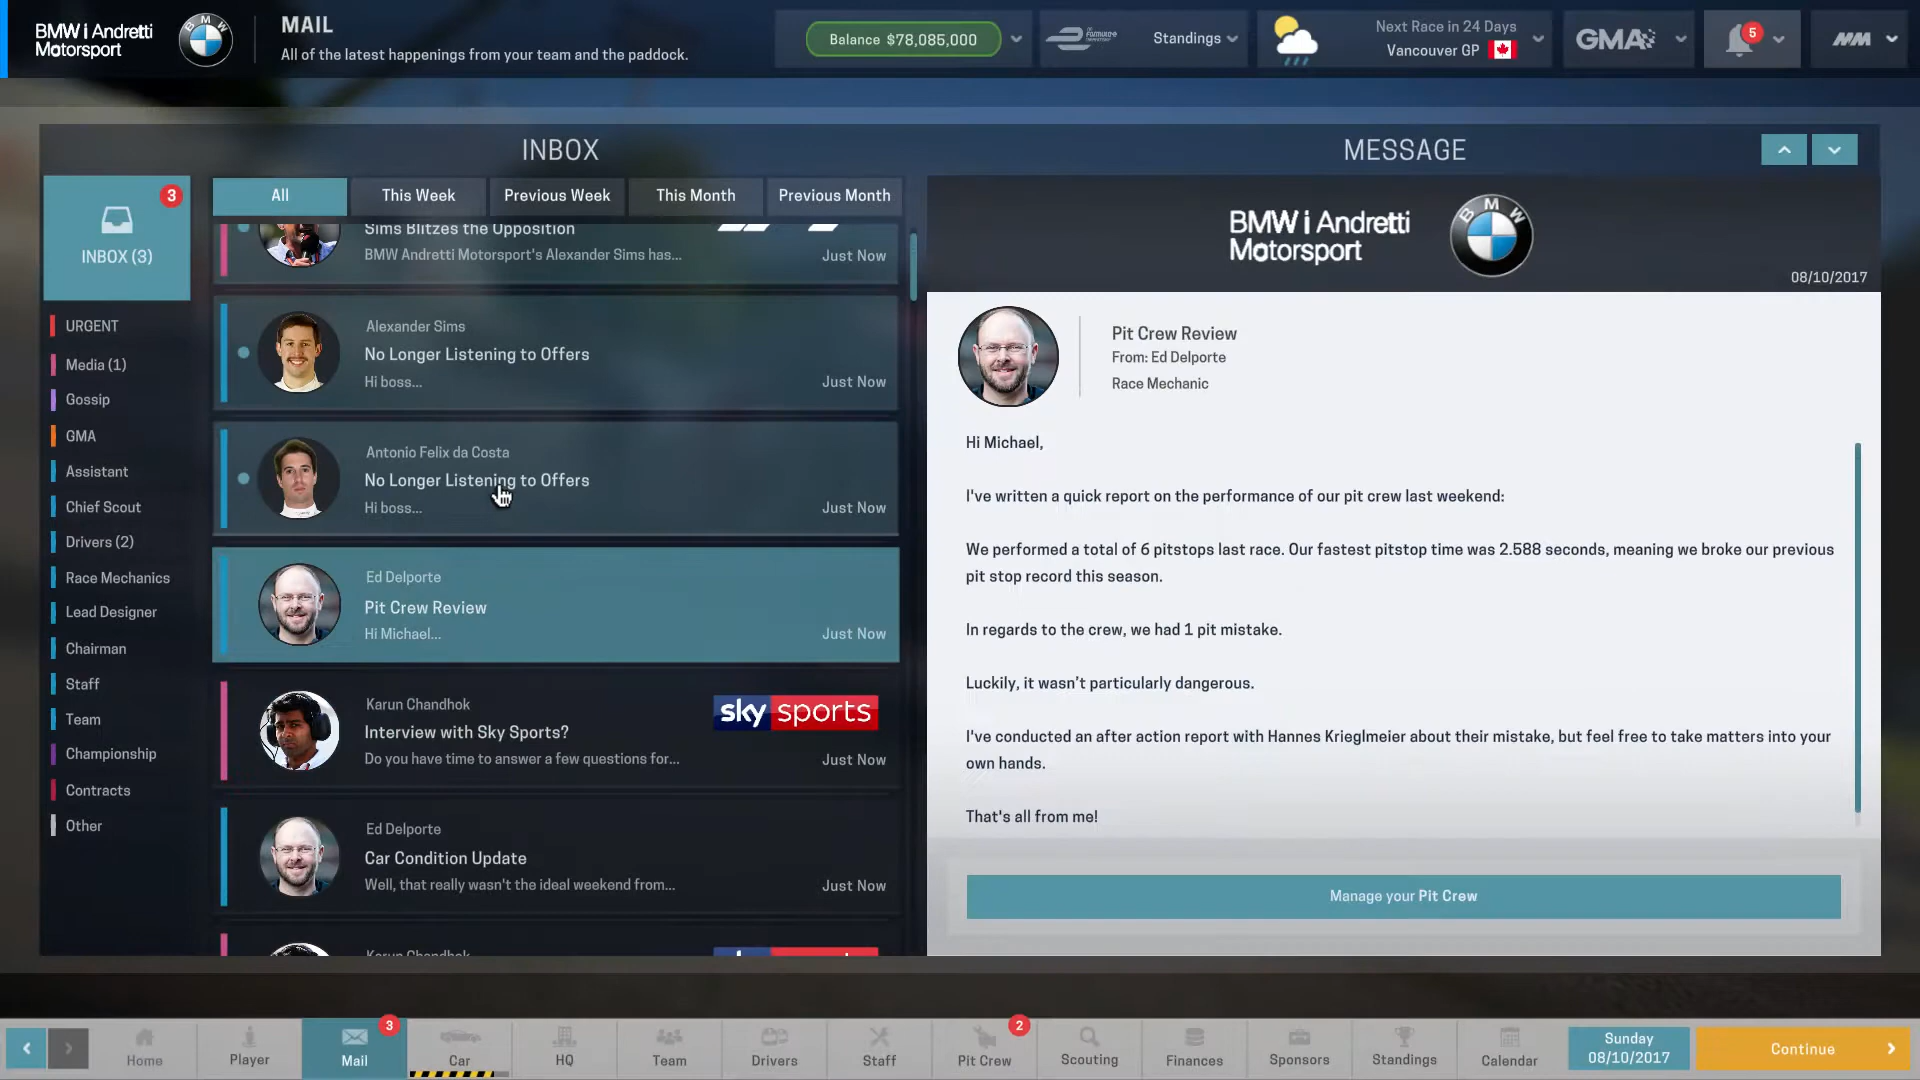 BMW i Andretti
Motorsport
BMW
MAIL
All of the latest happenings from your team and the paddock.
Balance $78,085,000
Standings
Next Race in 24 Days
Vancouver GP
GMA
5
INBOX
MESSAGE
3
INBOX (3)
All
This Week
Previous Week
This Month
Previous Month
URGENT
Media (1)
Gossip
GMA
Assistant
Chief Scout
Drivers (2)
Race Mechanics
Lead Designer
Chairman
Staff
Team
Championship
Contracts
Other
Sims Blitzes the Opposition
BMW Andretti Motorsport's Alexander Sims has...
Just Now
Alexander Sims
No Longer Listening to Offers
Hi boss...
Just Now
Antonio Felix da Costa
No Longer Listening to Offers
Hi boss...
Just Now
Ed Delporte
Pit Crew Review
Hi Michael...
Just Now
Karun Chandhok
Interview with Sky Sports?
Do you have time to answer a few questions for...
sky sports
Just Now
Ed Delporte
Car Condition Update
Well, that really wasn't the ideal weekend from...
Just Now
Karun Chandhok
BMW i Andretti
Motorsport
BMW
08/10/2017
Pit Crew Review
From: Ed Delporte
Race Mechanic
Hi Michael,
I've written a quick report on the performance of our pit crew last weekend:
We performed a total of 6 pitstops last race. Our fastest pitstop time was 2.588 seconds, meaning we broke our previous
pit stop record this season.
In regards to the crew, we had 1 pit mistake.
Luckily, it wasn't particularly dangerous.
I've conducted an after action report with Hannes Krieglmeier about their mistake, but feel free to take matters into your
own hands.
That's all from me!
Manage your Pit Crew
Home
Player
Mail
3
Car
HQ
Team
Drivers
Staff
Pit Crew
2
Scouting
Finances
Sponsors
Standings
Calendar
Sunday
08/10/2017
Continue